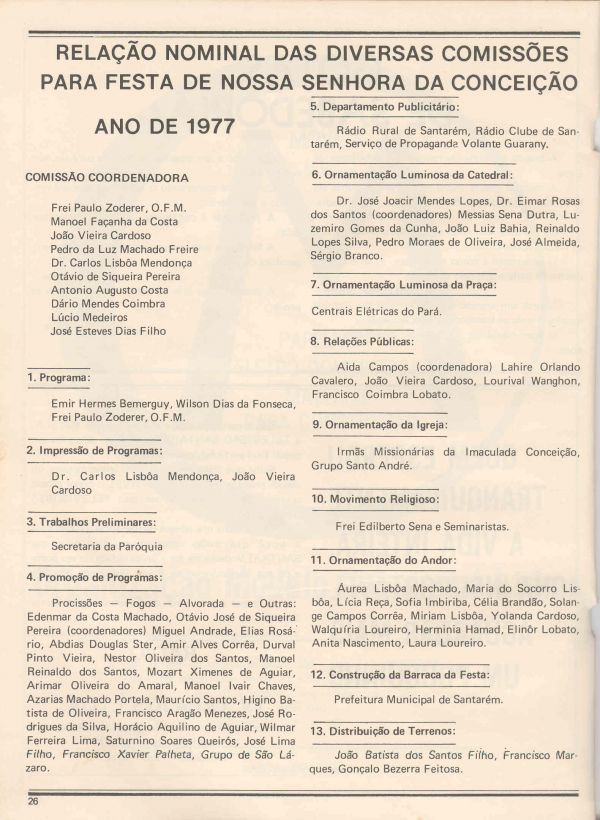 RELAÇÃO NOMINAL DAS DIVERSAS COMISSÕES
PARA FESTA DE NOSSA SENHORA DA CONCEIÇÃO
ANO DE 1977
COMISSÃO COORDENADORA
Frei Paulo Zoderer, O.F.M.
Manoel Façanha da Costa
João Vieira Cardoso
Pedro da Luz Machado Freire
Dr. Carlos Lisbôa Mendonça
Otávio de Siqueira Pereira
Antonio Augusto Costa
Dário Mendes Coimbra
Lúcio Medeiros
José Esteves Dias Filho
1. Programa:
Emir Hermes Bemerguy, Wilson Dias da Fonseca,
Frei Paulo Zoderer, O.F.M.
2. Impressão de Programas:
Dr. Carlos Lisbôa Mendonça, João Vieira
Cardoso
3. Trabalhos Preliminares:
Secretaria da Paróquia
4. Promoção de Programas:
Procissões — Fogos — Alvorada — e Outras:
Edenmar da Costa Machado, Otávio José de Siqueira
Pereira (coordenadores) Miguel Andrade, Elias Rosá-
rio, Abdias Douglas Ster, Amir Alves Corrêa, Durval
Pinto Vieira, Nestor Oliveira dos Santos, Manoel
Reinaldo dos Santos, Mozart Ximenes de Aguiar,
Arimar Oliveira do Amaral, Manoel Ivair Chaves,
Azarias Machado Portela, Maurício Santos, Higino Ba-
tista de Oliveira, Francisco Aragão Menezes, José Ro-
drigues da Silva, Horácio Aquilino de Aguiar, Wilmar
Ferreira Lima, Saturnino Soares Queirós, José Lima
Filho, Francisco Xavier Palheta, Grupo de São Lá-
zaro.
5. Departamento Publicitário:
Rádio Rural de Santarém, Rádio Clube de San-
tarém, Serviço de Propaganda Volante Guarany.
6. Ornamentação Luminosa da Catedral:
Dr. José Joacir Mendes Lopes, Dr. Eimar Rosas
dos Santos (coordenadores) Messias Sena Dutra, Lu-
zemiro Gomes da Cunha, João Luiz Bahia, Reinaldo
Lopes Silva, Pedro Moraes de Oliveira, José Almeida,
Sérgio Branco.
7. Ornamentação Luminosa da Praça:
Centrais Elétricas do Pará.
8. Relações Públicas:
Aida Campos (coordenadora) Lahire Orlando
Cavalero, João Vieira Cardoso, Lourival Wanghon,
Francisco Coimbra Lobato.
9. Ornamentação da Igreja:
Irmãs Missionárias da Imaculada Conceição,
Grupo Santo André.
10. Movimento Religioso:
Frei Edilberto Sena e Seminaristas.
11. Ornamentação do Andor:
Áurea Lisbôa Machado, Maria do Socorro Lis-
bôa, Lícia Reça, Sofia Imbiriba, Célia Brandão, Solan-
ge Campos Corrêa, Miriam Lisbôa, Yolanda Cardoso,
Walquíria Loureiro, Herminia Hamad, Elinôr Lobato,
Anita Nascimento, Laura Loureiro.
12. Construção da Barraca da Festa:
Prefeitura Municipal de Santarém.
13. Distribuição de Terrenos:
João Batista dos Santos Filho, Francisco Mar-
ques, Gonçalo Bezerra Feitosa.
26